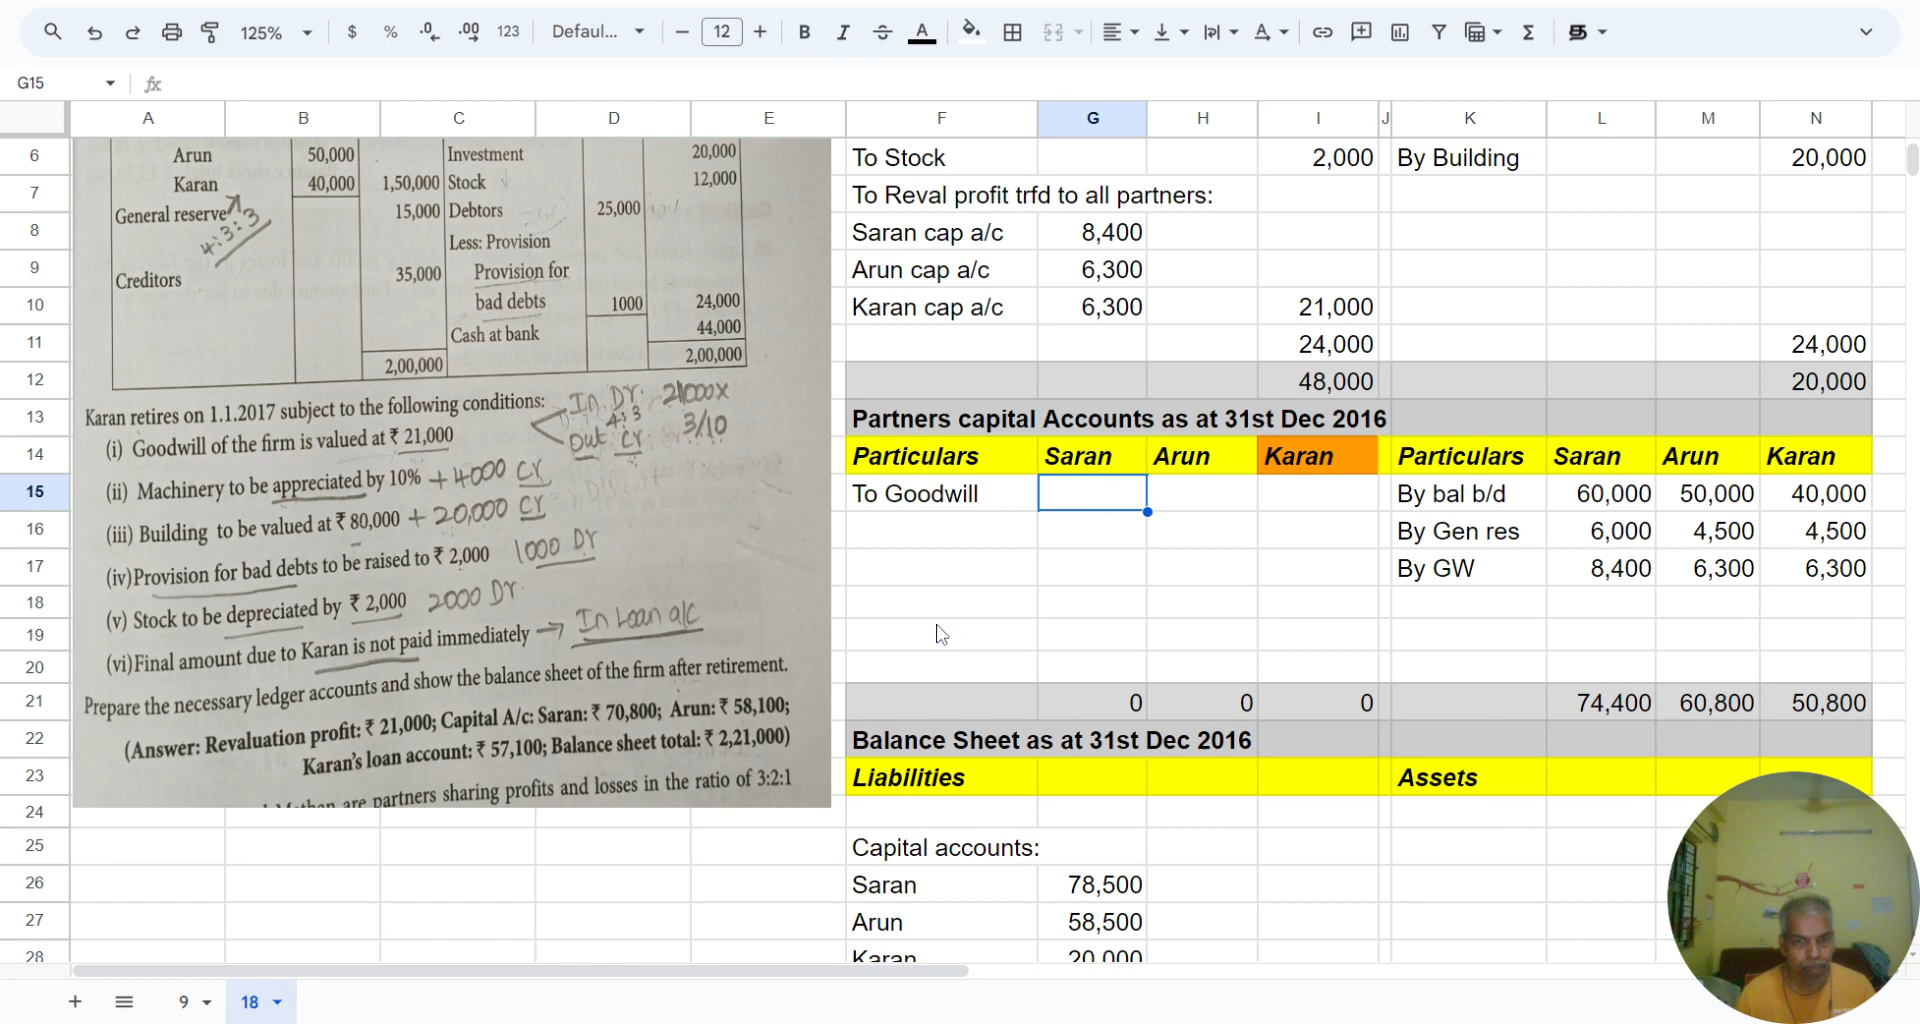 125% $ % .0 .00 123 Defaul... − 12 + B I S A Σ
G15 fx
A B C D E F G H I J K L M N
6 To Stock 2,000 By Building 20,000
7 To Reval profit trfd to all partners:
8 Saran cap a/c 8,400
9 Arun cap a/c 6,300
10 Karan cap a/c 6,300 21,000
11 24,000 24,000
12 48,000 20,000
13 Partners capital Accounts as at 31st Dec 2016
14 Particulars Saran Arun Karan Particulars Saran Arun Karan
15 To Goodwill By bal b/d 60,000 50,000 40,000
16 By Gen res 6,000 4,500 4,500
17 By GW 8,400 6,300 6,300
18
19
20
21 0 0 0 74,400 60,800 50,800
22 Balance Sheet as at 31st Dec 2016
23 Liabilities Assets
24
25 Capital accounts:
26 Saran 78,500
27 Arun 58,500
28 Karan 20,000
Arun 50,000 Investment 20,000
Karan 40,000 1,50,000 Stock 12,000
General reserve 15,000 Debtors 25,000
4:3:3
Less: Provision
Creditors 35,000 Provision for
bad debts 1000 24,000
Cash at bank 44,000
2,00,000 2,00,000
Karan retires on 1.1.2017 subject to the following conditions: In Dr. 21000x
4:3 3/10
Out Cr
(i) Goodwill of the firm is valued at ₹ 21,000
(ii) Machinery to be appreciated by 10% +4000 Cr
(iii) Building to be valued at ₹ 80,000 + 20,000 Cr
(iv)Provision for bad debts to be raised to ₹ 2,000 1000 Dr
(v) Stock to be depreciated by ₹ 2,000 2000 Dr.
(vi)Final amount due to Karan is not paid immediately → In Loan a/c
Prepare the necessary ledger accounts and show the balance sheet of the firm after retirement.
(Answer: Revaluation profit: ₹ 21,000; Capital A/c: Saran: ₹ 70,800; Arun: ₹ 58,100;
Karan's loan account: ₹ 57,100; Balance sheet total: ₹ 2,21,000)
are partners sharing profits and losses in the ratio of 3:2:1
+ 9 18